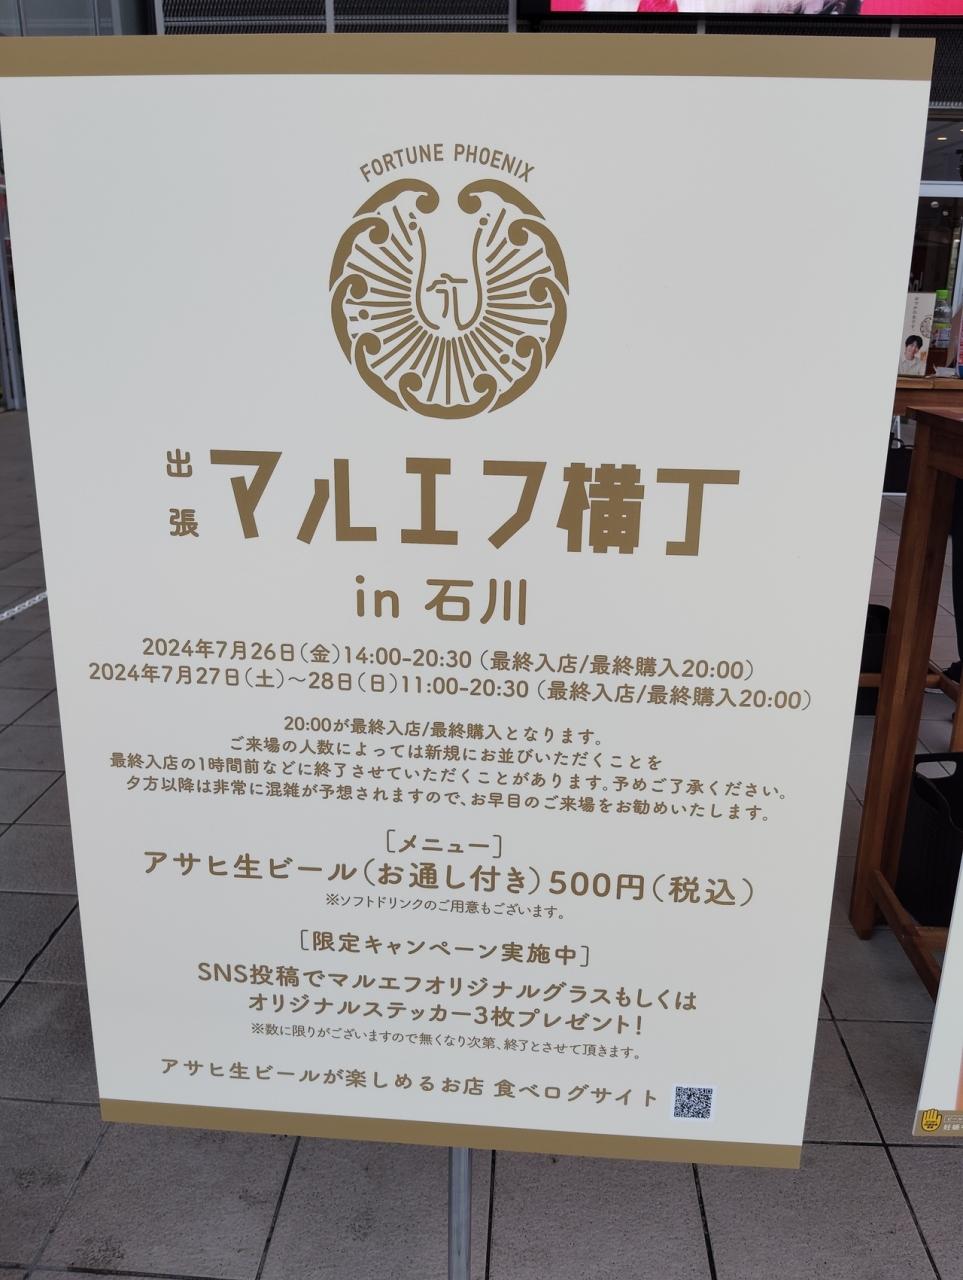 FORTUNE PHOENIX
出張 マルエフ横丁
in 石川
2024年7月26日(金)14:00-20:30(最終入店/最終購入20:00)
2024年7月27日(土)〜28日(日)11:00-20:30(最終入店/最終購入20:00)
20:00が最終入店/最終購入となります。
ご来場の人数によっては新規にお並びいただくことを
最終入店の1時間前などに終了させていただくことがあります。予めご了承ください。
夕方以降は非常に混雑が予想されますので、お早目のご来場をお勧めいたします。
[メニュー]
アサヒ生ビール(お通し付き)500円(税込)
※ソフトドリンクのご用意もございます。
[限定キャンペーン実施中]
SNS投稿でマルエフオリジナルグラスもしくは
オリジナルステッカー3枚プレゼント!
※数に限りがございますので無くなり次第、終了とさせて頂きます。
アサヒ生ビールが楽しめるお店 食べログサイト